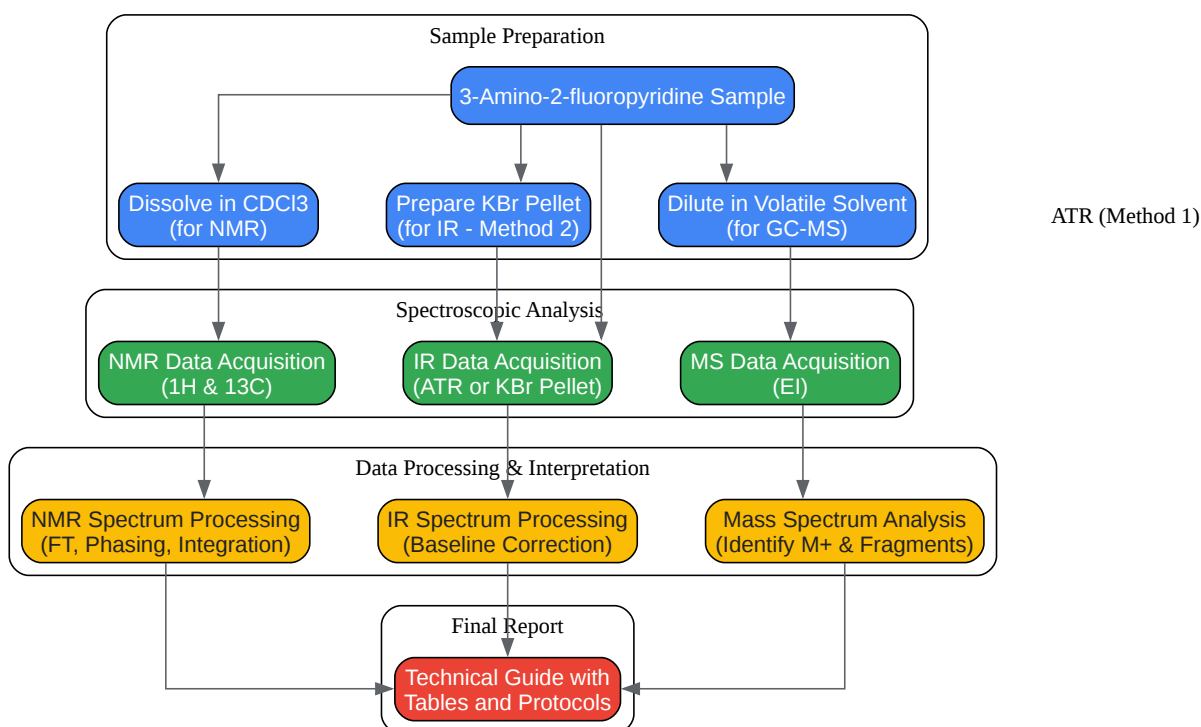 Sample Preparation
3-Amino-2-fluoropyridine Sample
Dissolve in CDCl3
(for NMR)
Prepare KBr Pellet
(for IR - Method 2)
Dilute in Volatile Solvent
(for GC-MS)
ATR (Method 1)
Spectroscopic Analysis
NMR Data Acquisition
(1H & 13C)
IR Data Acquisition
(ATR or KBr Pellet)
MS Data Acquisition
(EI)
Data Processing & Interpretation
NMR Spectrum Processing
(FT, Phasing, Integration)
IR Spectrum Processing
(Baseline Correction)
Mass Spectrum Analysis
(Identify M+ & Fragments)
Final Report
Technical Guide with
Tables and Protocols